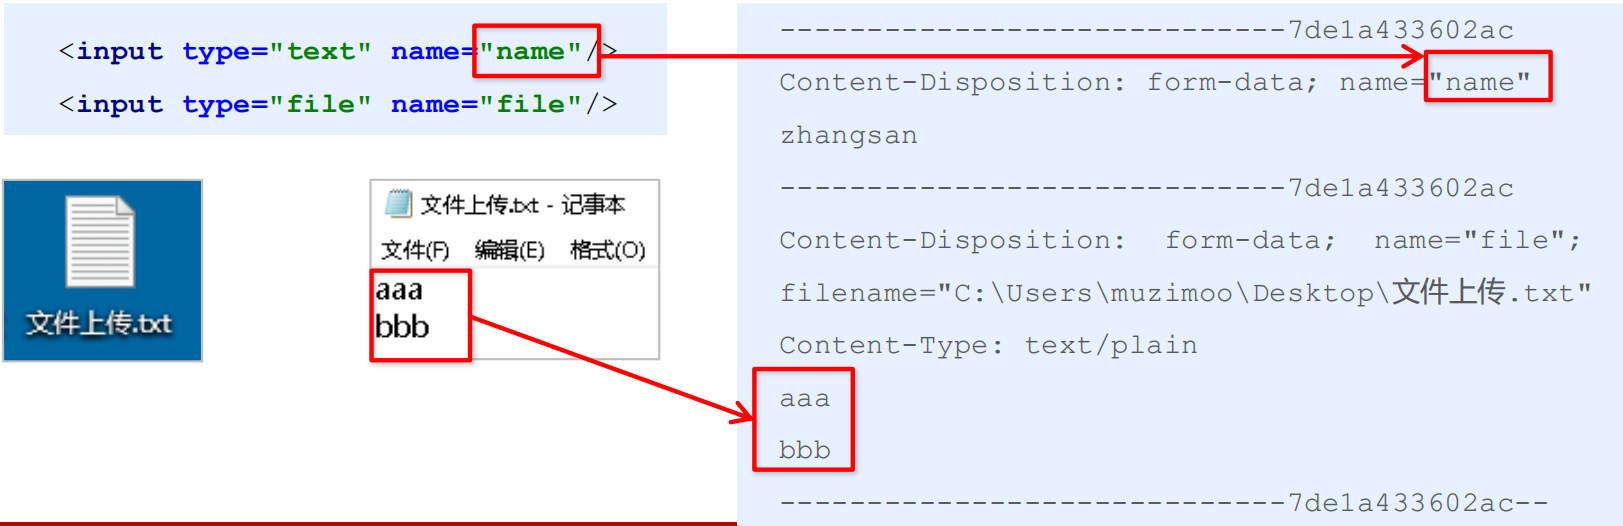 <input type="text" name="name"/>
<input type="file" name="file"/>
文件上传.txt
文件上传.txt - 记事本
文件(F) 编辑(E) 格式(O)
aaa
bbb
-----------------------------7de1a433602ac
Content-Disposition: form-data; name="name"
zhangsan
-----------------------------7de1a433602ac
Content-Disposition: form-data; name="file";
filename="C:\Users\muzimoo\Desktop\文件上传.txt"
Content-Type: text/plain
aaa
bbb
-----------------------------7de1a433602ac--